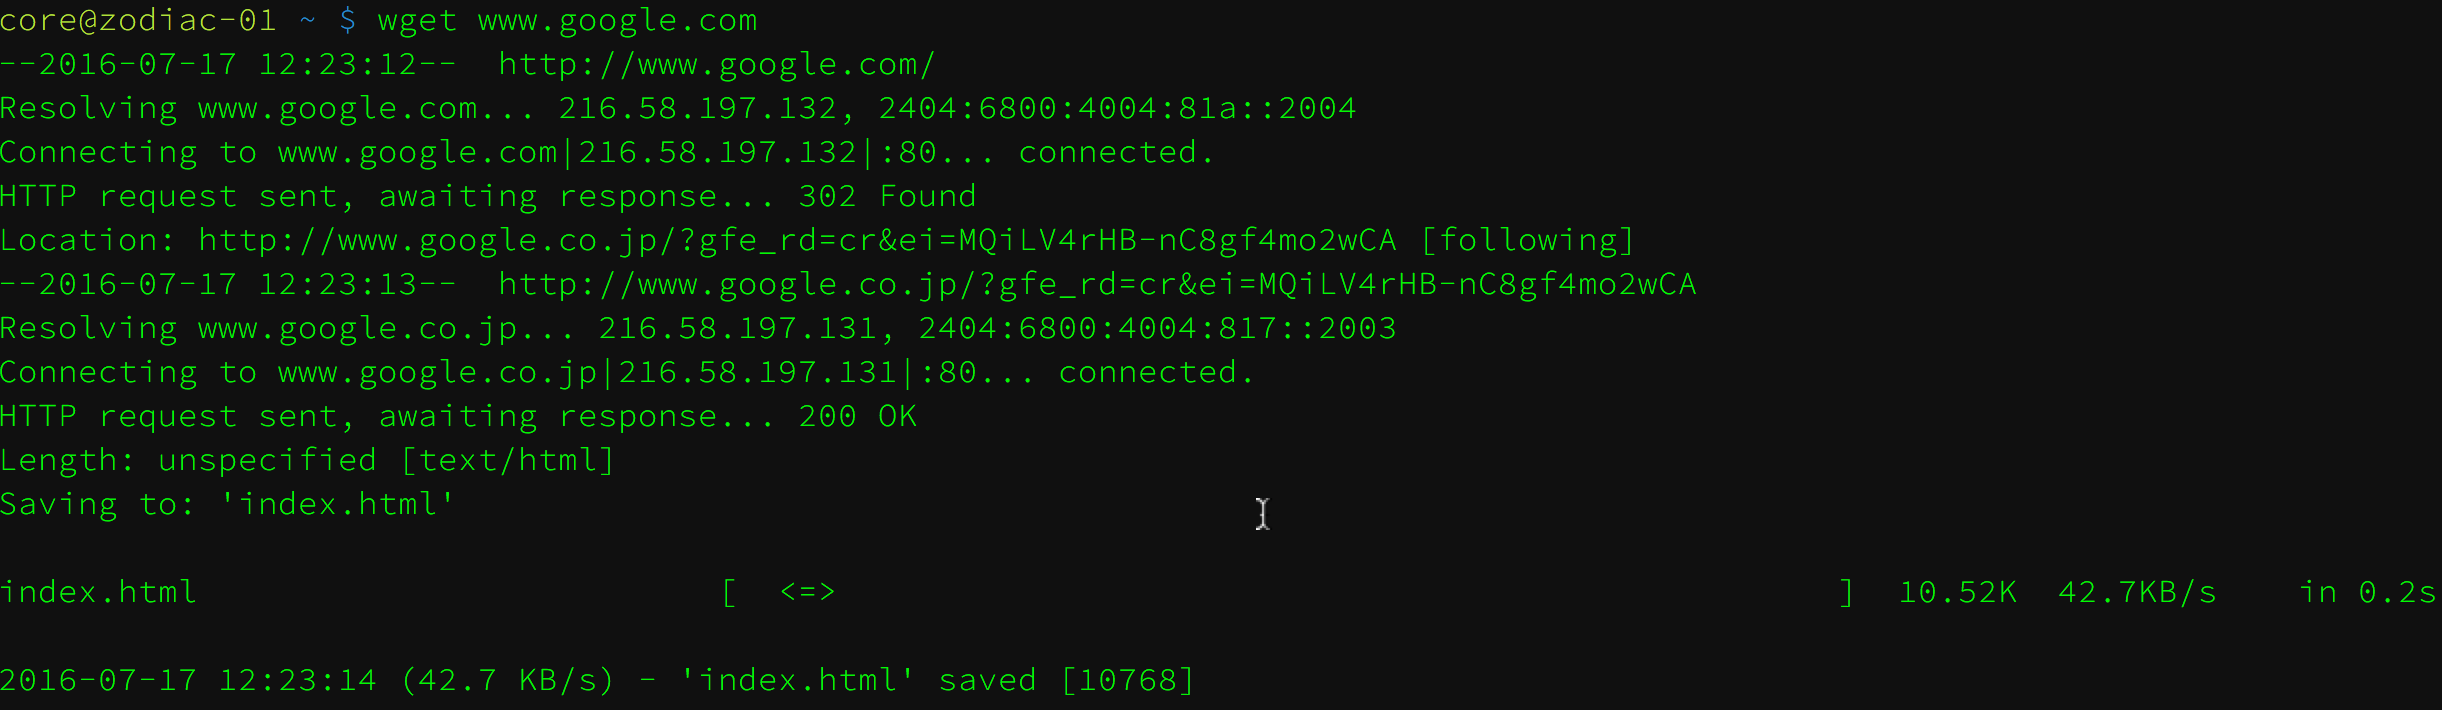 core@zodiac-01 ~ $ wget www.google.com
--2016-07-17 12:23:12--  http://www.google.com/
Resolving www.google.com... 216.58.197.132, 2404:6800:4004:81a::2004
Connecting to www.google.com|216.58.197.132|:80... connected.
HTTP request sent, awaiting response... 302 Found
Location: http://www.google.co.jp/?gfe_rd=cr&ei=MQiLV4rHB-nC8gf4mo2wCA [following]
--2016-07-17 12:23:13--  http://www.google.co.jp/?gfe_rd=cr&ei=MQiLV4rHB-nC8gf4mo2wCA
Resolving www.google.co.jp... 216.58.197.131, 2404:6800:4004:817::2003
Connecting to www.google.co.jp|216.58.197.131|:80... connected.
HTTP request sent, awaiting response... 200 OK
Length: unspecified [text/html]
Saving to: 'index.html'
index.html                          [  <=>                                                  ]  10.52K  42.7KB/s    in 0.2s
2016-07-17 12:23:14 (42.7 KB/s) - 'index.html' saved [10768]